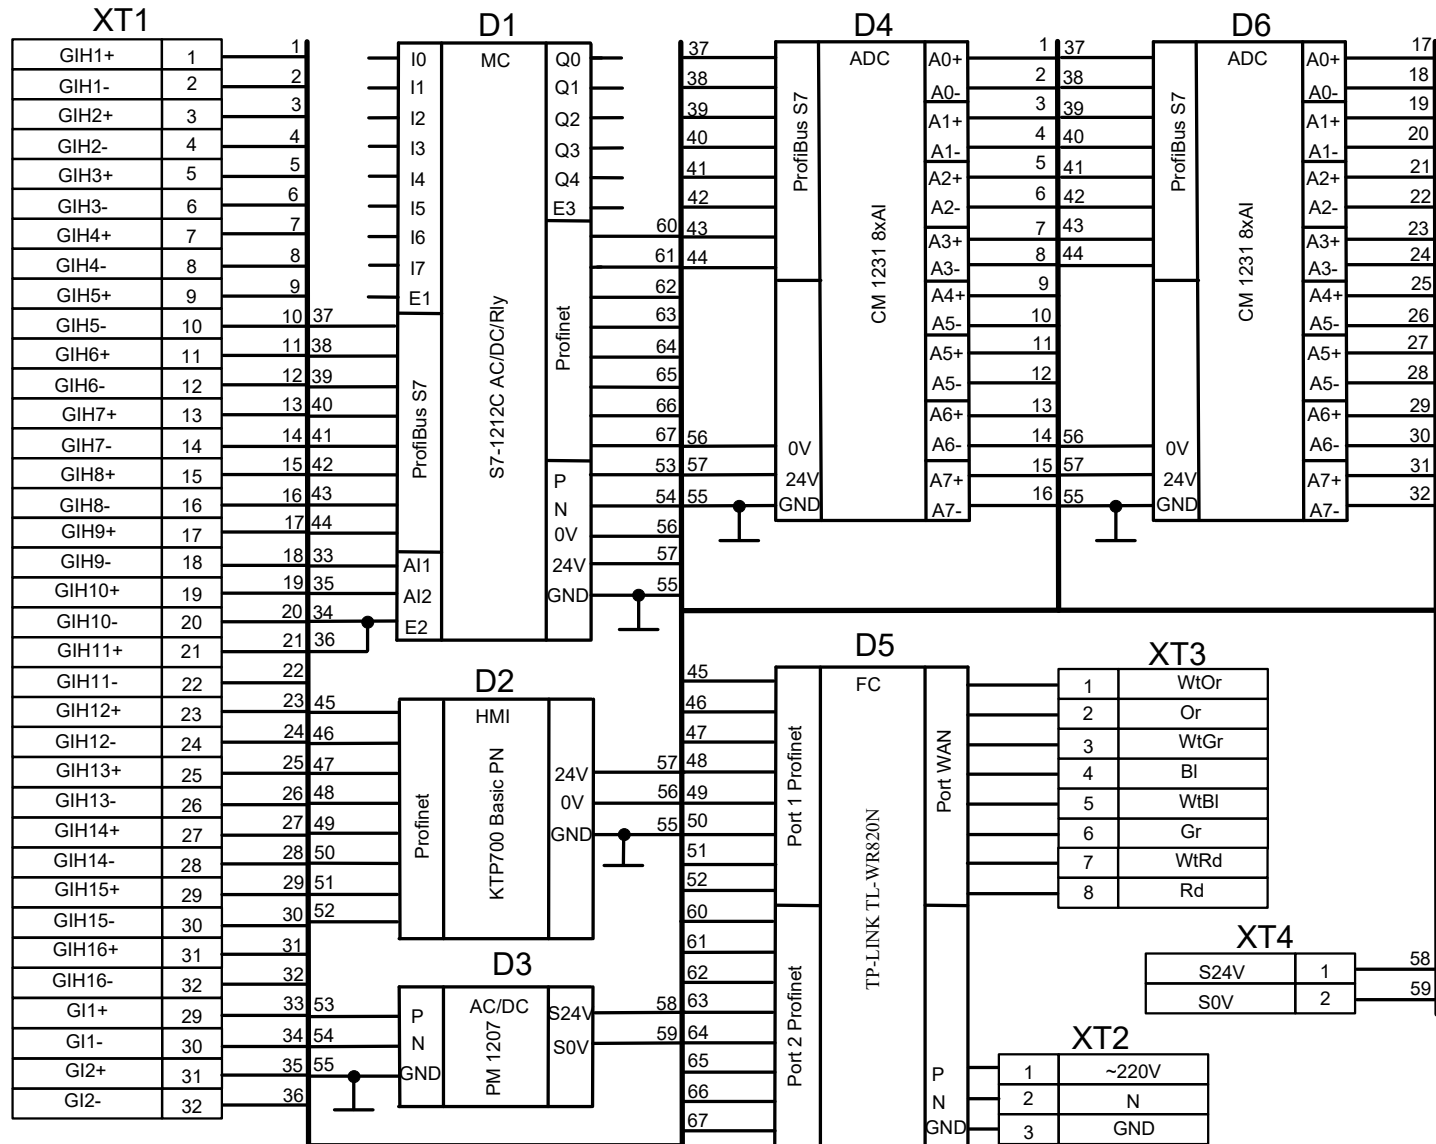 XT1
GIH1+ 1 1
GIH1- 2 2
GIH2+ 3 3
GIH2- 4 4
GIH3+ 5 5
GIH3- 6 6
GIH4+ 7 7
GIH4- 8 8
GIH5+ 9 9
GIH5- 10 10
GIH6+ 11 11
GIH6- 12 12
GIH7+ 13 13
GIH7- 14 14
GIH8+ 15 15
GIH8- 16 16
GIH9+ 17 17
GIH9- 18 18
GIH10+ 19 19
GIH10- 20 20
GIH11+ 21 21
GIH11- 22 22
GIH12+ 23 23
GIH12- 24 24
GIH13+ 25 25
GIH13- 26 26
GIH14+ 27 27
GIH14- 28 28
GIH15+ 29 29
GIH15- 30 30
GIH16+ 31 31
GIH16- 32 32
GI1+ 29 33
GI1- 30 34
GI2+ 31 35
GI2- 32 36
D1
MC
S7-1212C AC/DC/Rly
I0
I1
I2
I3
I4
I5
I6
I7
E1
ProfiBus S7
37
38
39
40
41
42
43
44
33 AI1
35 AI2
34 E2
36
Q0
Q1
Q2
Q3
Q4
E3
Profinet
60
61
62
63
64
65
66
67
P 53
N 54
0V 56
24V 57
GND 55
D2
HMI
KTP700 Basic PN
Profinet
45
46
47
48
49
50
51
52
24V 57
0V 56
GND 55
D3
AC/DC
PM 1207
53 P
54 N
55 GND
S24V 58
S0V 59
D4
ADC
CM 1231 8xAI
ProfiBus S7
37
38
39
40
41
42
43
44
56 0V
57 24V
55 GND
A0+ 1
A0- 2
A1+ 3
A1- 4
A2+ 5
A2- 6
A3+ 7
A3- 8
A4+ 9
A5- 10
A5+ 11
A5- 12
A6+ 13
A6- 14
A7+ 15
A7- 16
D6
ADC
CM 1231 8xAI
ProfiBus S7
37
38
39
40
41
42
43
44
56 0V
57 24V
55 GND
A0+ 17
A0- 18
A1+ 19
A1- 20
A2+ 21
A2- 22
A3+ 23
A3- 24
A4+ 25
A5- 26
A5+ 27
A5- 28
A6+ 29
A6- 30
A7+ 31
A7- 32
D5
FC
TP-LINK TL-WR820N
Port 1 Profinet
45
46
47
48
49
50
51
52
Port 2 Profinet
60
61
62
63
64
65
66
67
Port WAN
P
N
GND
XT3
1 WtOr
2 Or
3 WtGr
4 Bl
5 WtBl
6 Gr
7 WtRd
8 Rd
XT4
S24V 1 58
S0V 2 59
XT2
1 ~220V
2 N
3 GND